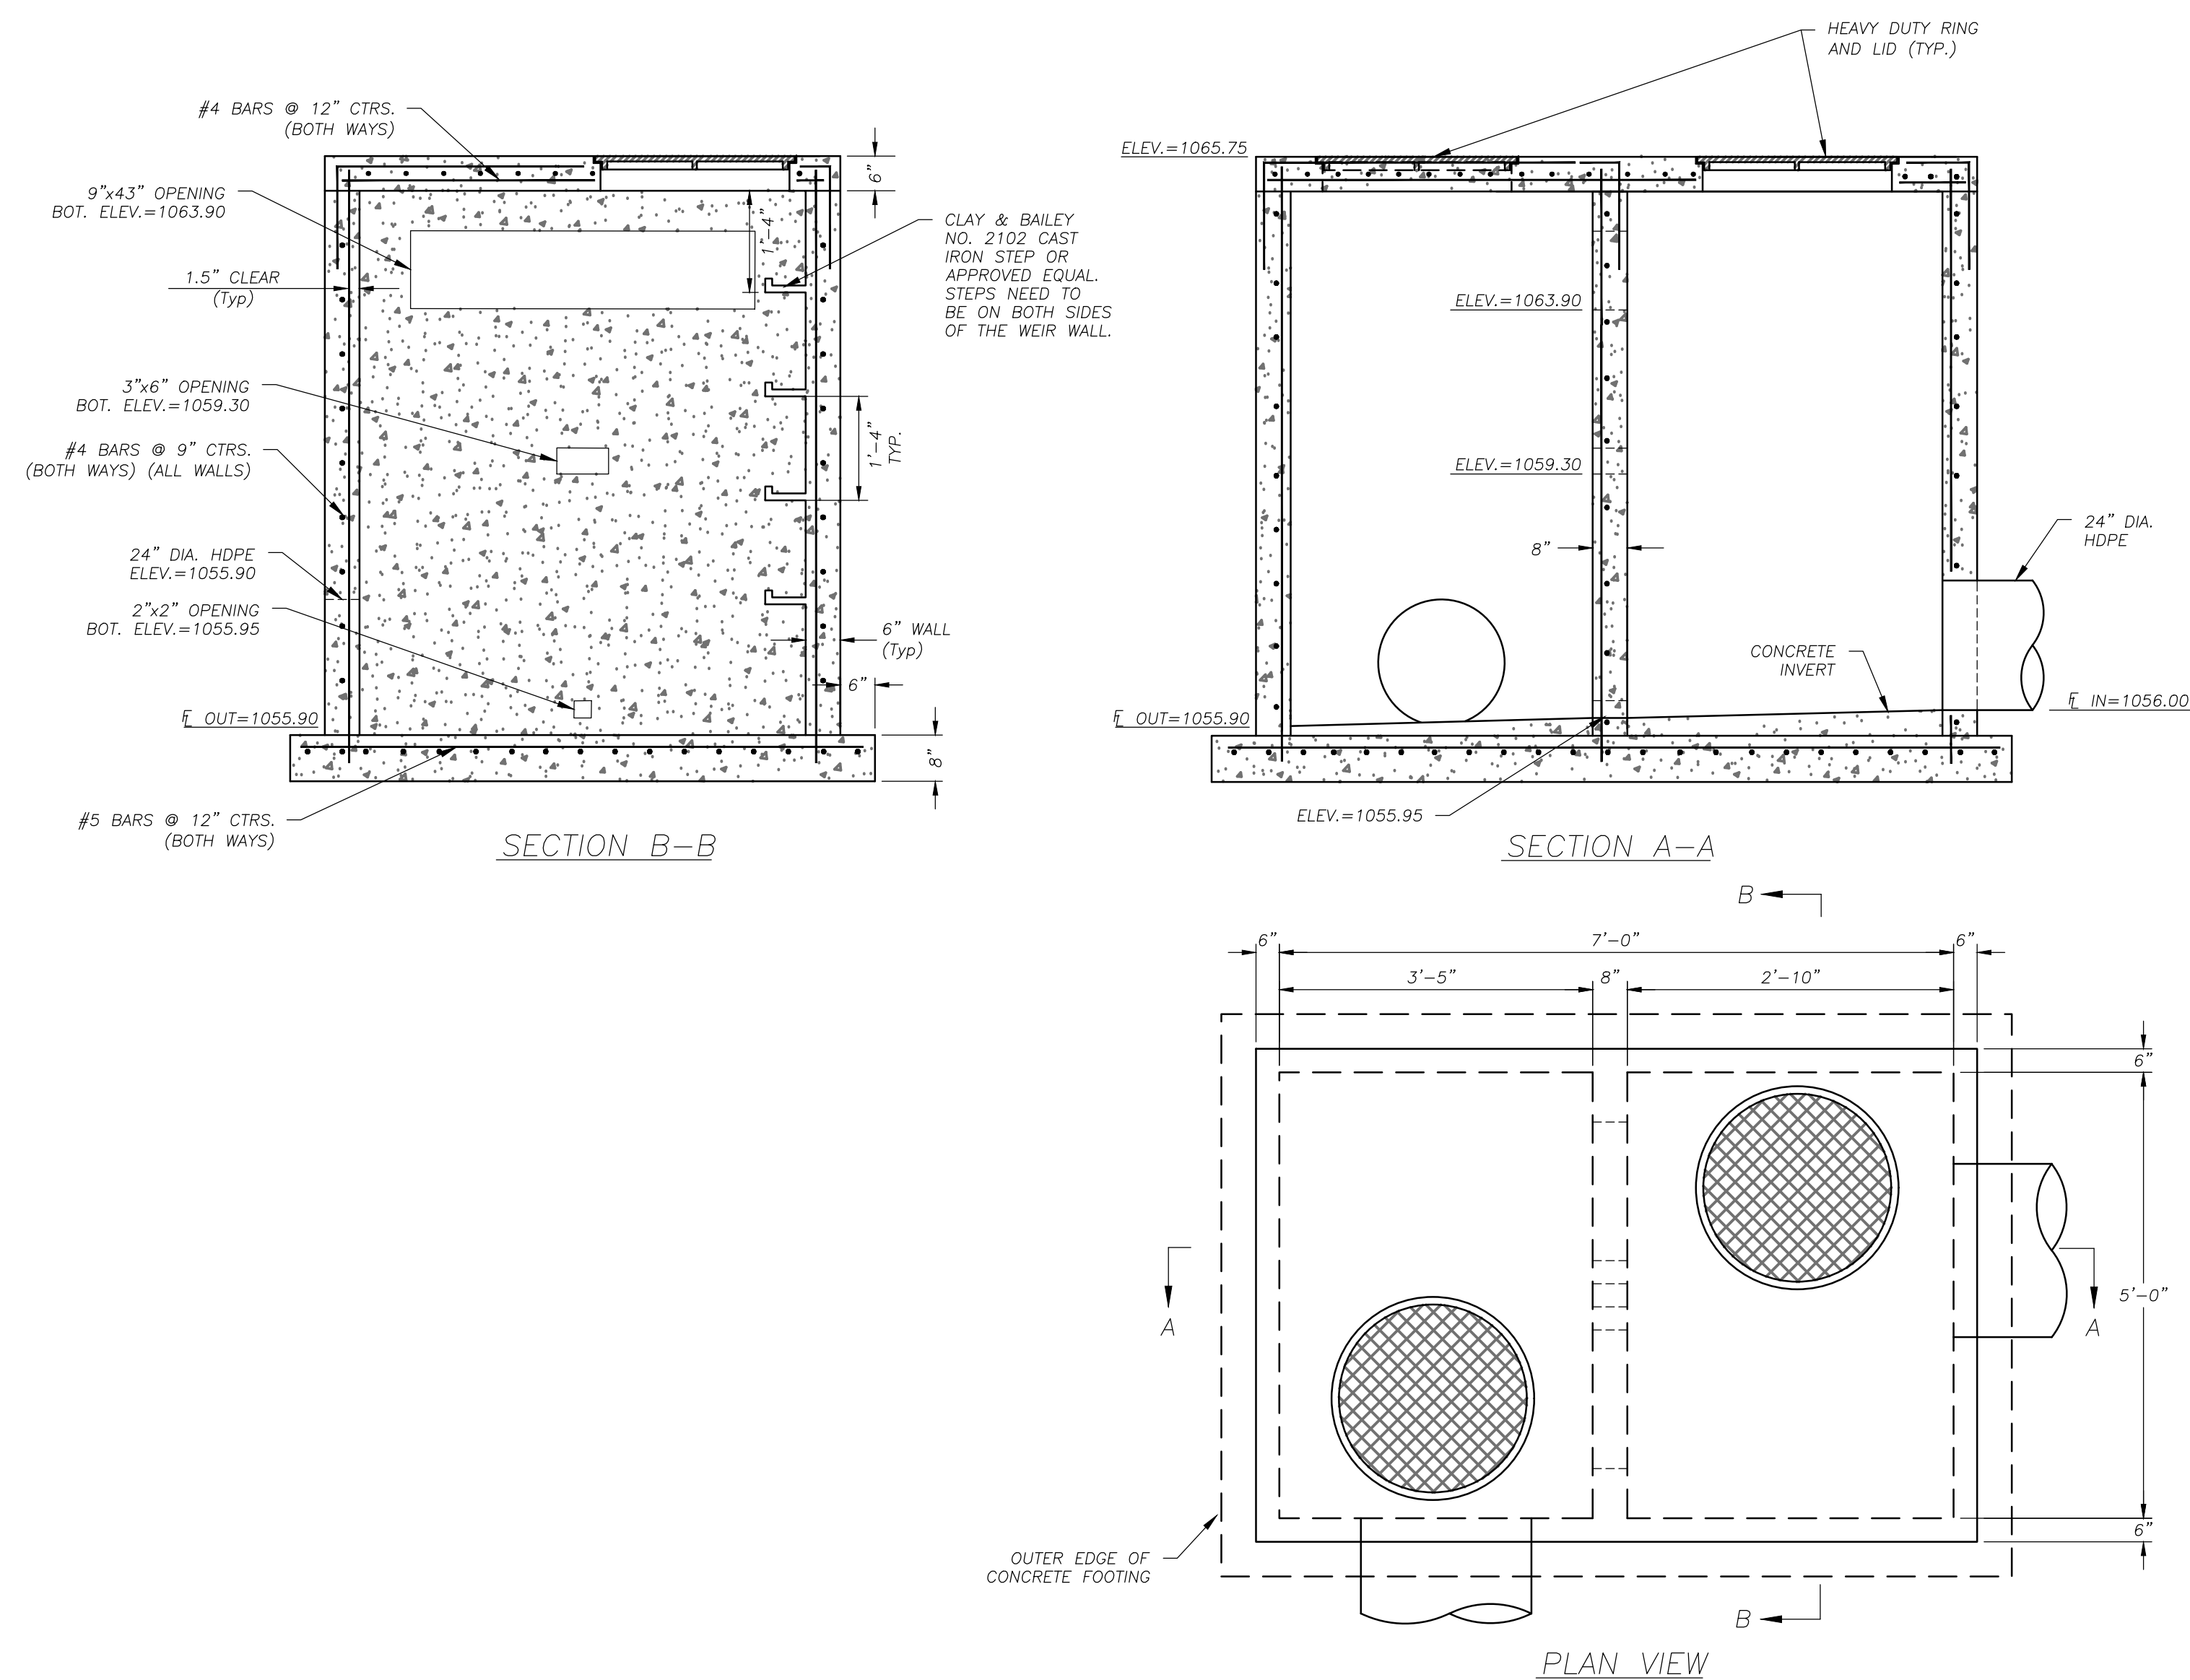 #4 BARS @ 12" CTRS.
(BOTH WAYS)
9"x43" OPENING
BOT. ELEV.=1063.90
1.5" CLEAR
(Typ)
3"x6" OPENING
BOT. ELEV.=1059.30
#4 BARS @ 9" CTRS.
(BOTH WAYS) (ALL WALLS)
24" DIA. HDPE
ELEV.=1055.90
2"x2" OPENING
BOT. ELEV.=1055.95
FL OUT=1055.90
#5 BARS @ 12" CTRS.
(BOTH WAYS)
6"
1'-4"
CLAY & BAILEY
NO. 2102 CAST
IRON STEP OR
APPROVED EQUAL.
STEPS NEED TO
BE ON BOTH SIDES
OF THE WEIR WALL.
1'-4"
TYP.
6" WALL
(Typ)
6"
8"
SECTION B-B
HEAVY DUTY RING
AND LID (TYP.)
ELEV.=1065.75
ELEV.=1063.90
ELEV.=1059.30
8"
24" DIA.
HDPE
CONCRETE
INVERT
FL OUT=1055.90
FL IN=1056.00
ELEV.=1055.95
SECTION A-A
B
6"
7'-0"
6"
3'-5"
8"
2'-10"
6"
5'-0"
6"
A
A
OUTER EDGE OF
CONCRETE FOOTING
B
PLAN VIEW